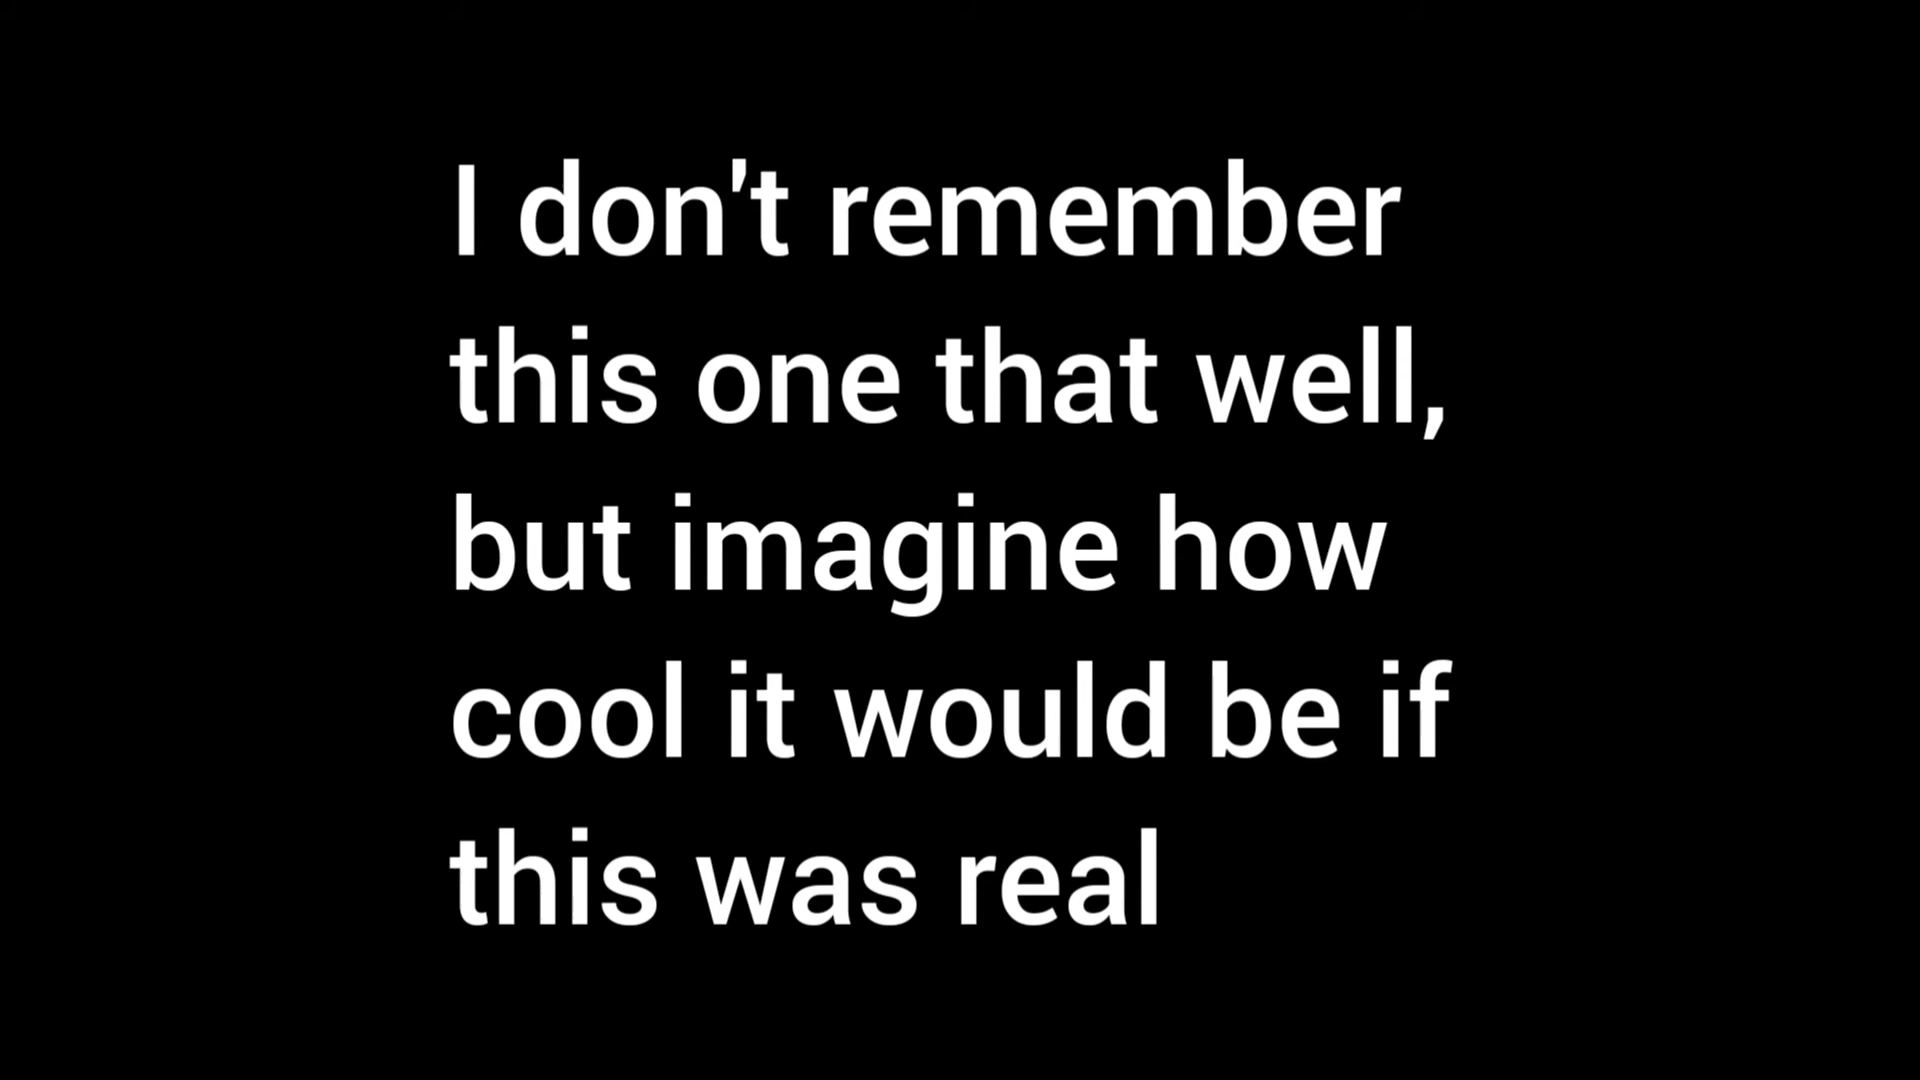 I don't remember
this one that well,
but imagine how
cool it would be if
this was real